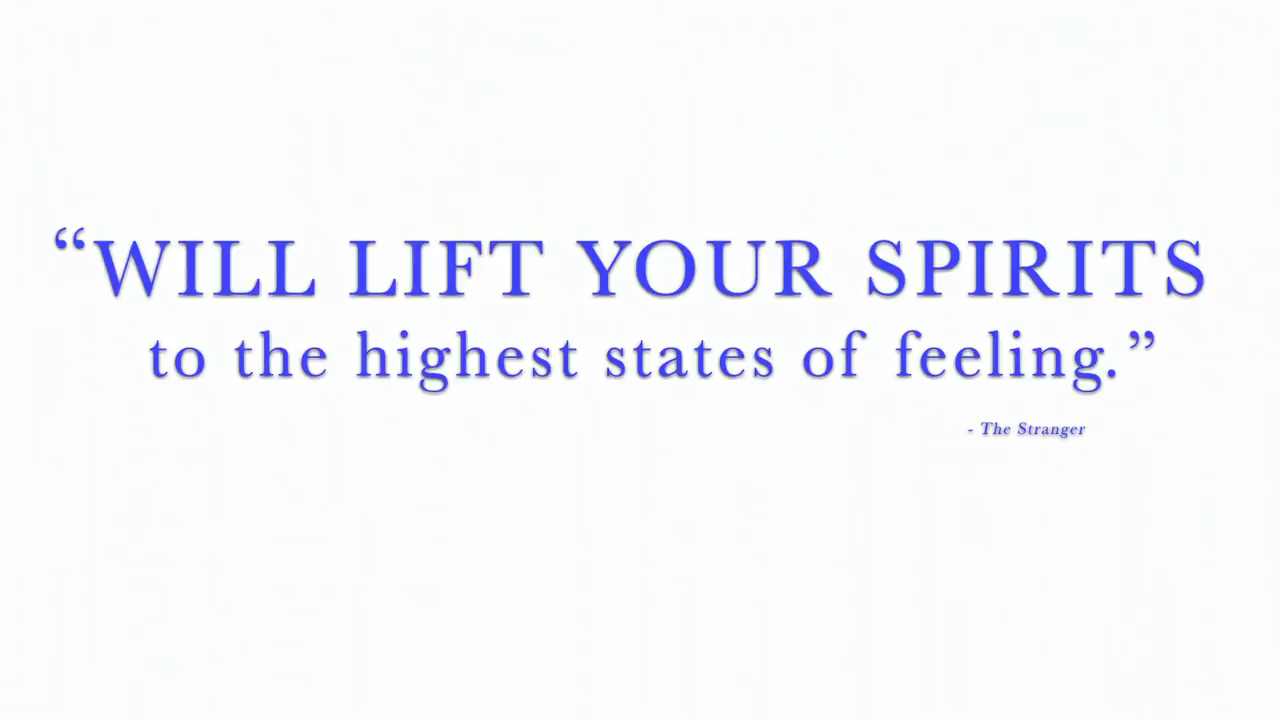 “WILL LIFT YOUR SPIRITS
to the highest states of feeling.”
- The Stranger